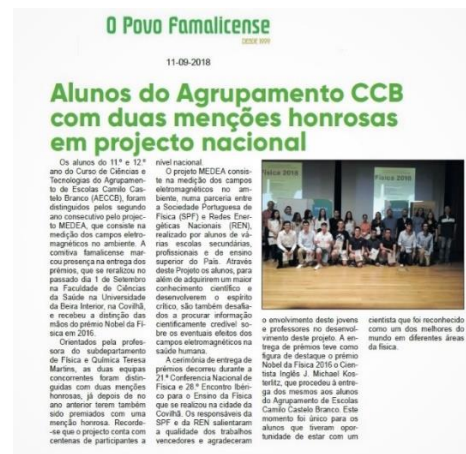 O Povo Famalicense
DESDE 1999
11-09-2018
Alunos do Agrupamento CCB
com duas menções honrosas
em projecto nacional
Os alunos do 11.º e 12.º
ano do Curso de Ciências e
Tecnologias do Agrupamen-
to de Escolas Camilo Cas-
telo Branco (AECCB), foram
distinguidos pelos segundo
ano consecutivo pelo projec-
to MEDEA, que consiste na
medição dos campos eletro-
magnéticos no ambiente. A
comitiva famalicense mar-
cou presença na entrega dos
prémios, que se reralizou no
passado dia 1 de Setembro
na Faculdade de Ciências
da Saúde na Universidade
da Beira Interior, na Covilhã,
e recebeu a distinção das
mãos do prémio Nobel da Fí-
sica em 2016.
Orientados pela profes-
sora do subdepartamento
de Física e Química Teresa
Martins, as duas equipas
concorrentes foram distin-
guidas com duas menções
honrosas, já depois de no
ano anterior terem também
sido premiados com uma
menção honrosa. Recorde-
-se que o projeto conta com
centenas de participantes a
nível nacional.
O projeto MEDEA consis-
te na medição dos campos
eletromagnéticos no am-
biente, numa parceria entre
a Sociedade Portuguesa de
Física (SPF) e Redes Ener-
géticas Nacionais (REN),
realizado por alunos de vá-
rias escolas secundárias,
profissionais e de ensino
superior do País. Através
deste Projeto os alunos, para
além de adquirirem um maior
conhecimento científico e
desenvolverem o espírito
crítico, são também desafia-
dos a procurar informação
cientificamente credível so-
bre os eventuais efeitos dos
campos eletromagnéticos na
saúde humana.
A cerimónia de entrega de
prémios decorreu durante a
21.ª Conferencia Nacional de
Física e 28.º Encontro Ibéri-
co para o Ensino da Física
que se realizou na cidade da
Covilhã. Os responsáveis da
SPF e da REN salientaram
a qualidade dos trabalhos
vencedores e agradeceram
Física 2018
o envolvimento deste jovens
e professores no desenvol-
vimento deste projeto. A en-
trega de prémios teve como
figura de destaque o prémio
Nobel da Física 2016 o Cien-
tista Inglês J. Michael Kos-
terlitz, que procedeu à entre-
ga dos mesmos aos alunos
do Agrupamento de Escolas
Camilo Castelo Branco. Este
momento foi único para os
alunos que tiveram opor-
tunidade de estar com um
cientista que foi reconhecido
como um dos melhores do
mundo em diferentes áreas
da física.